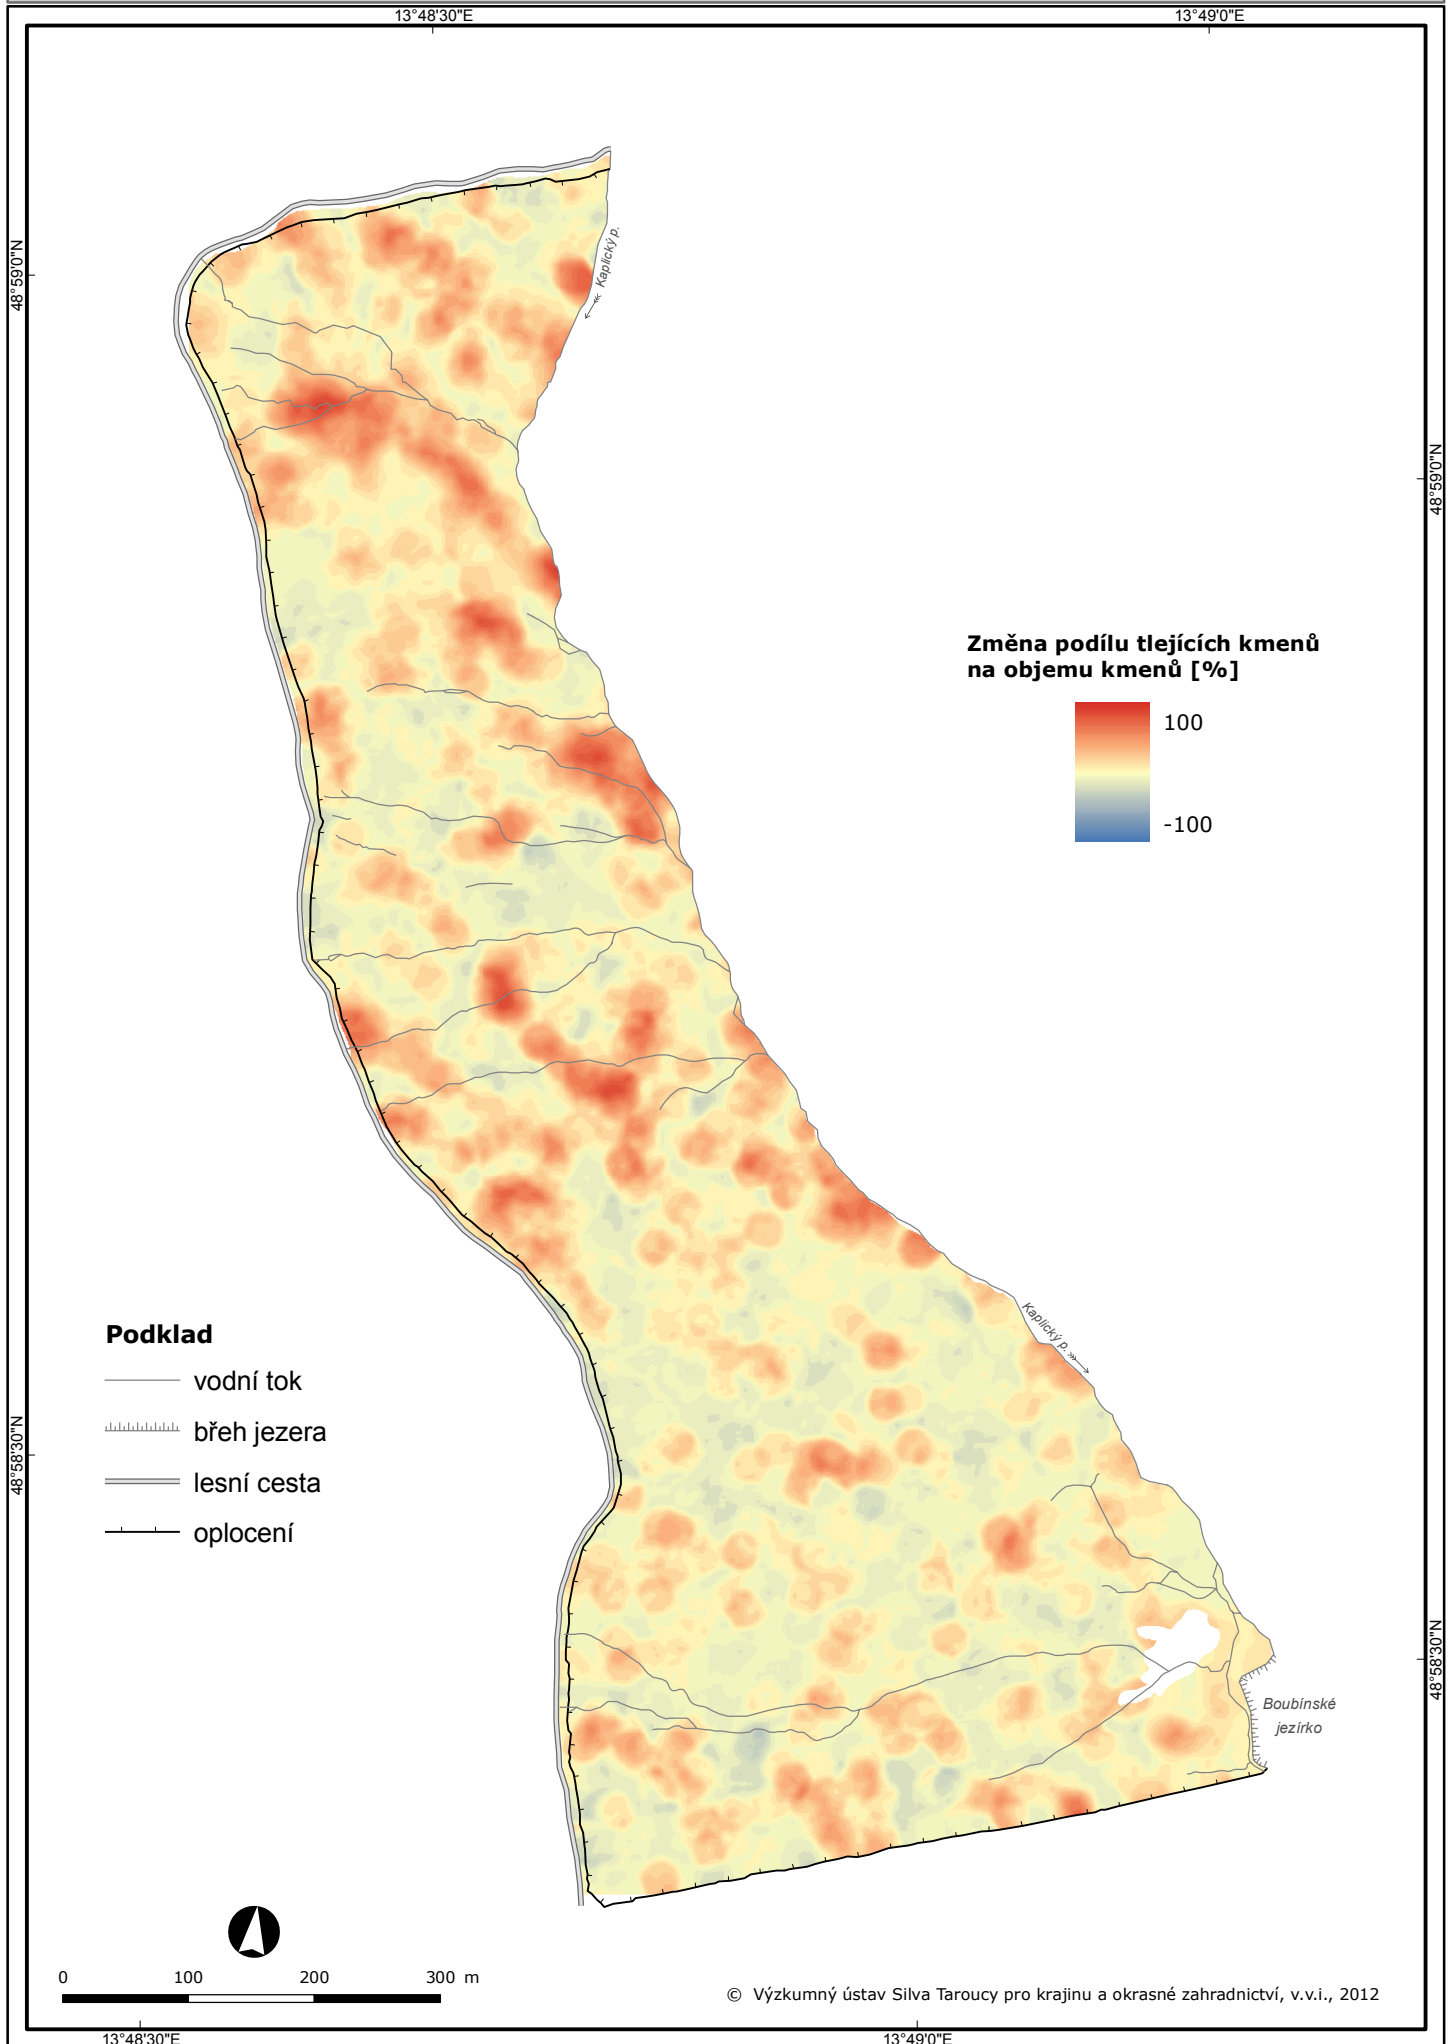 13°48'30"E
13°49'0"E
48°59'0"N
Kaplický p.
48°59'0"N
Změna podílu tlejících kmenů
na objemu kmenů [%]
100
-100
Kaplický p.
Podklad
vodní tok
břeh jezera
lesní cesta
oplocení
48°58'30"N
48°58'30"N
Boubínské
jezírko
0
100
200
300 m
© Výzkumný ústav Silva Taroucy pro krajinu a okrasné zahradnictví, v.v.i., 2012
13°48'30"E
13°49'0"E